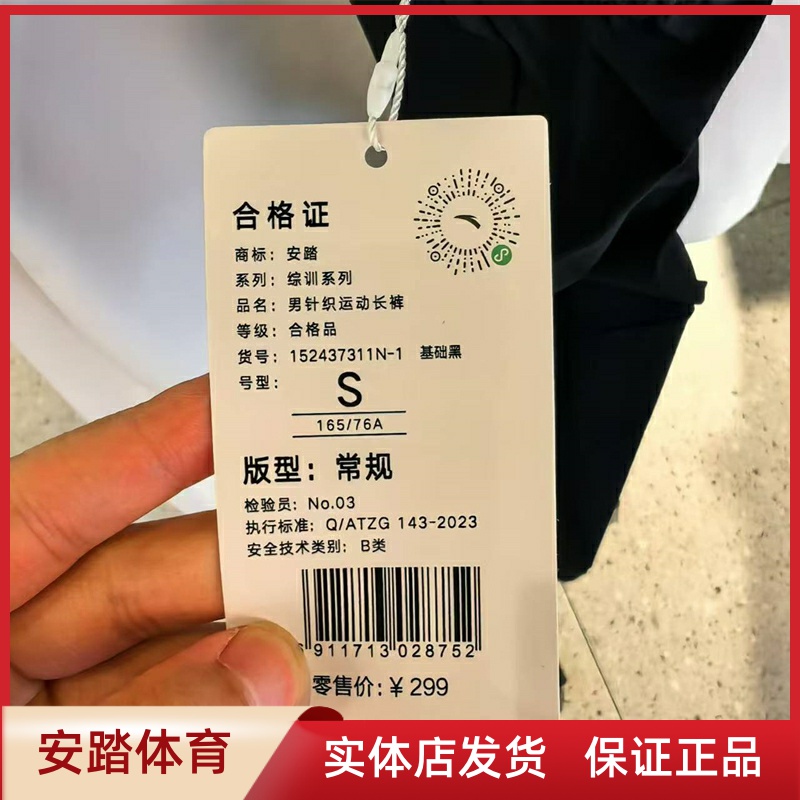 合格证
商标：安踏
系列：综训系列
品名：男针织运动长裤
等级：合格品
货号：152437311N-1 基础黑
号型：
S
165/76A
版型：常规
检验员：No.03
执行标准：Q/ATZG 143-2023
安全技术类别：B类
6911713028752
零售价:￥299
安踏体育
实体店发货 保证正品